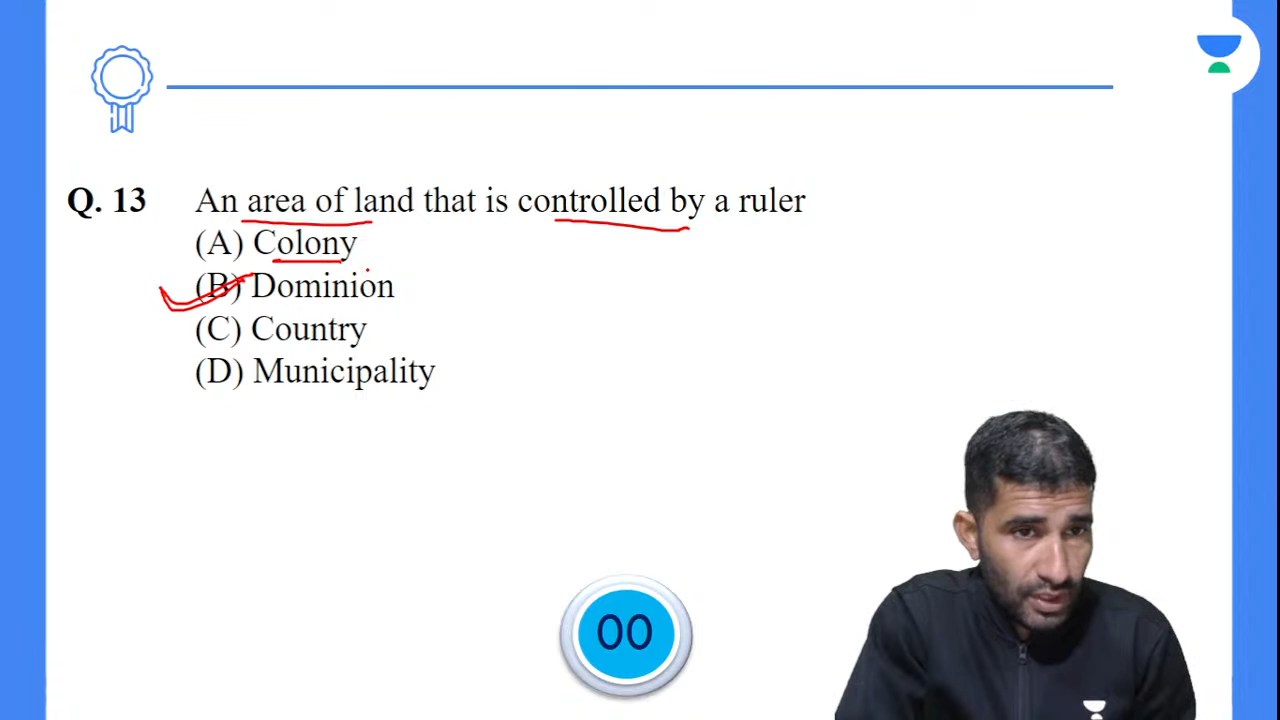 Q. 13 An area of land that is controlled by a ruler
(A) Colony
(B) Dominion
(C) Country
(D) Municipality
00